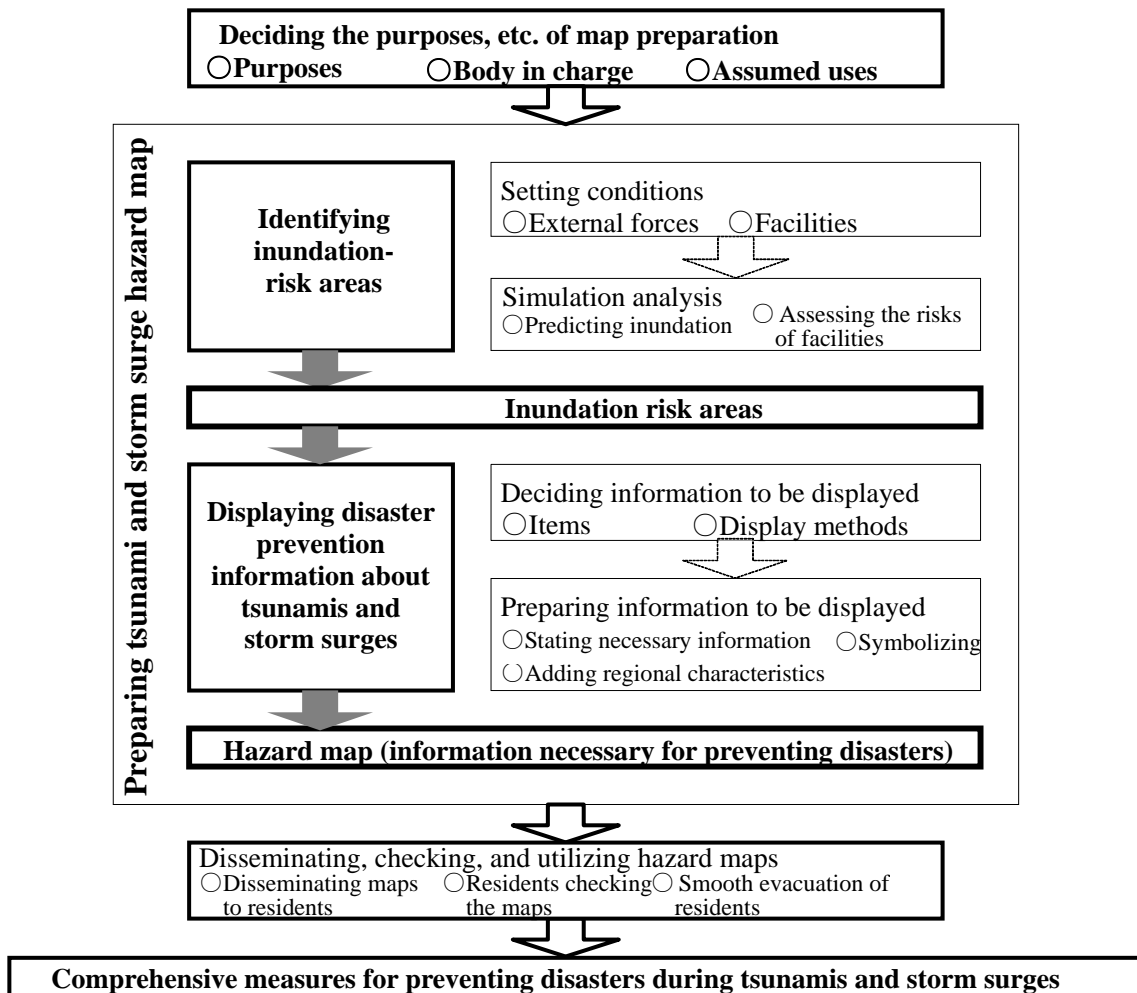 Deciding the purposes, etc. of map preparation
○Purposes ○Body in charge ○Assumed uses
Preparing tsunami and storm surge hazard map
Identifying
inundation-
risk areas
Setting conditions
○External forces ○Facilities
Simulation analysis
○Predicting inundation ○ Assessing the risks
of facilities
Inundation risk areas
Displaying disaster
prevention
information about
tsunamis and
storm surges
Deciding information to be displayed
○Items ○Display methods
Preparing information to be displayed
○Stating necessary information ○Symbolizing
○Adding regional characteristics
Hazard map (information necessary for preventing disasters)
Disseminating, checking, and utilizing hazard maps
○Disseminating maps ○Residents checking ○ Smooth evacuation of
to residents the maps residents
Comprehensive measures for preventing disasters during tsunamis and storm surges